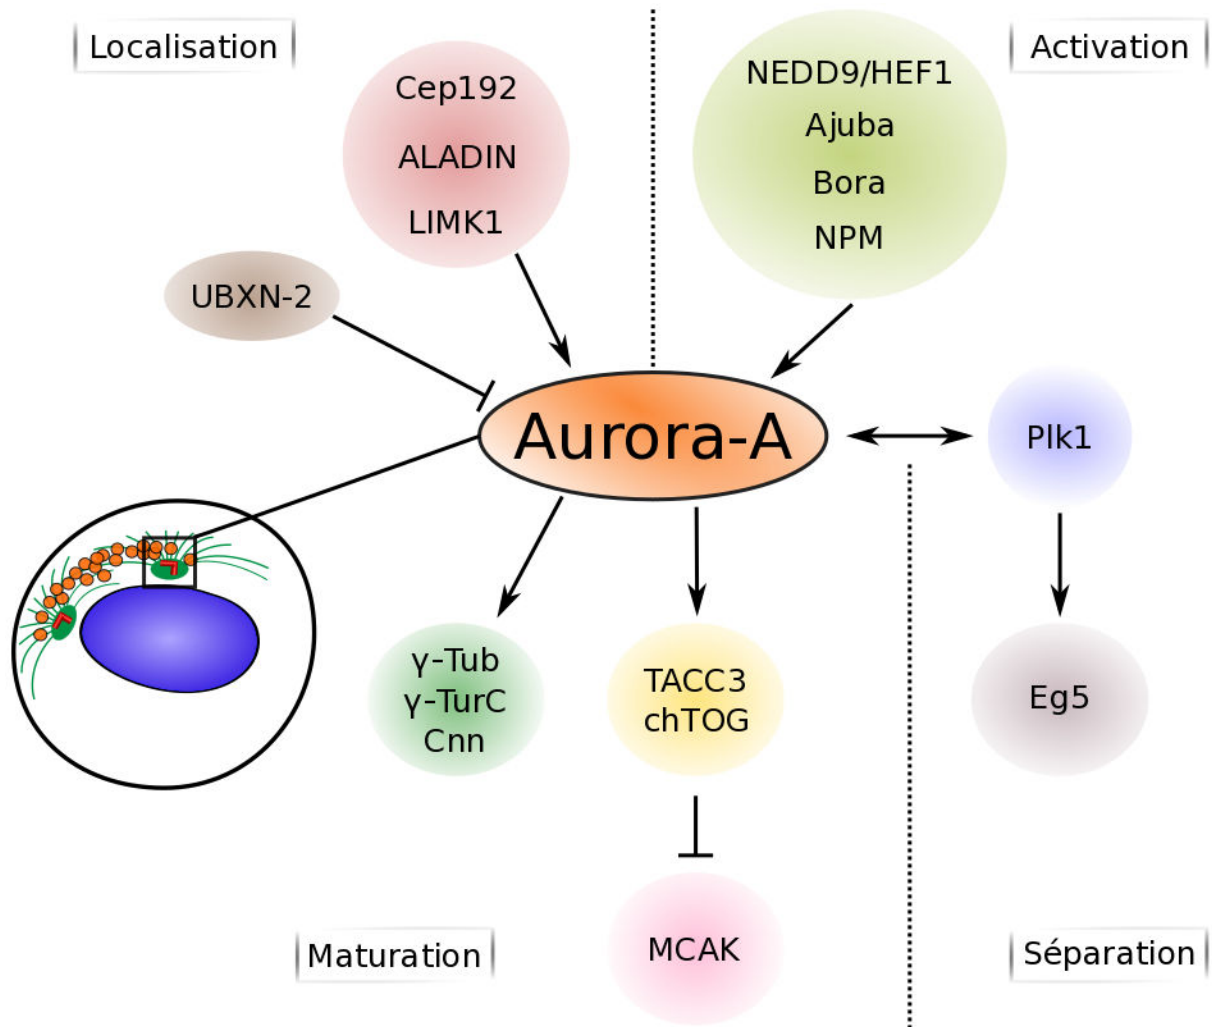 Localisation
Activation
Cep192
ALADIN
LIMK1
NEDD9/HEF1
Ajuba
Bora
NPM
UBXN-2
Aurora-A
Plk1
γ-Tub
γ-TurC
Cnn
TACC3
chTOG
Eg5
MCAK
Maturation
Séparation